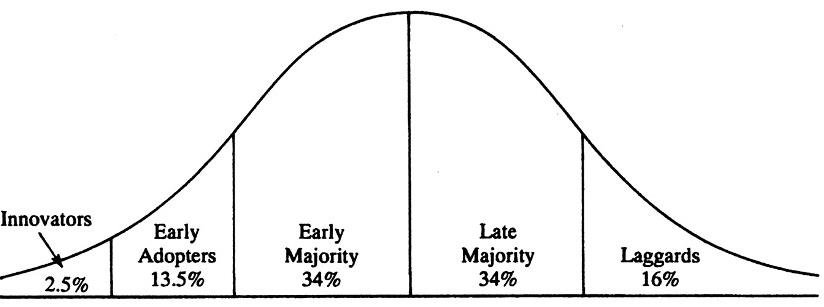 Innovators
2.5%
Early
Adopters
13.5%
Early
Majority
34%
Late
Majority
34%
Laggards
16%